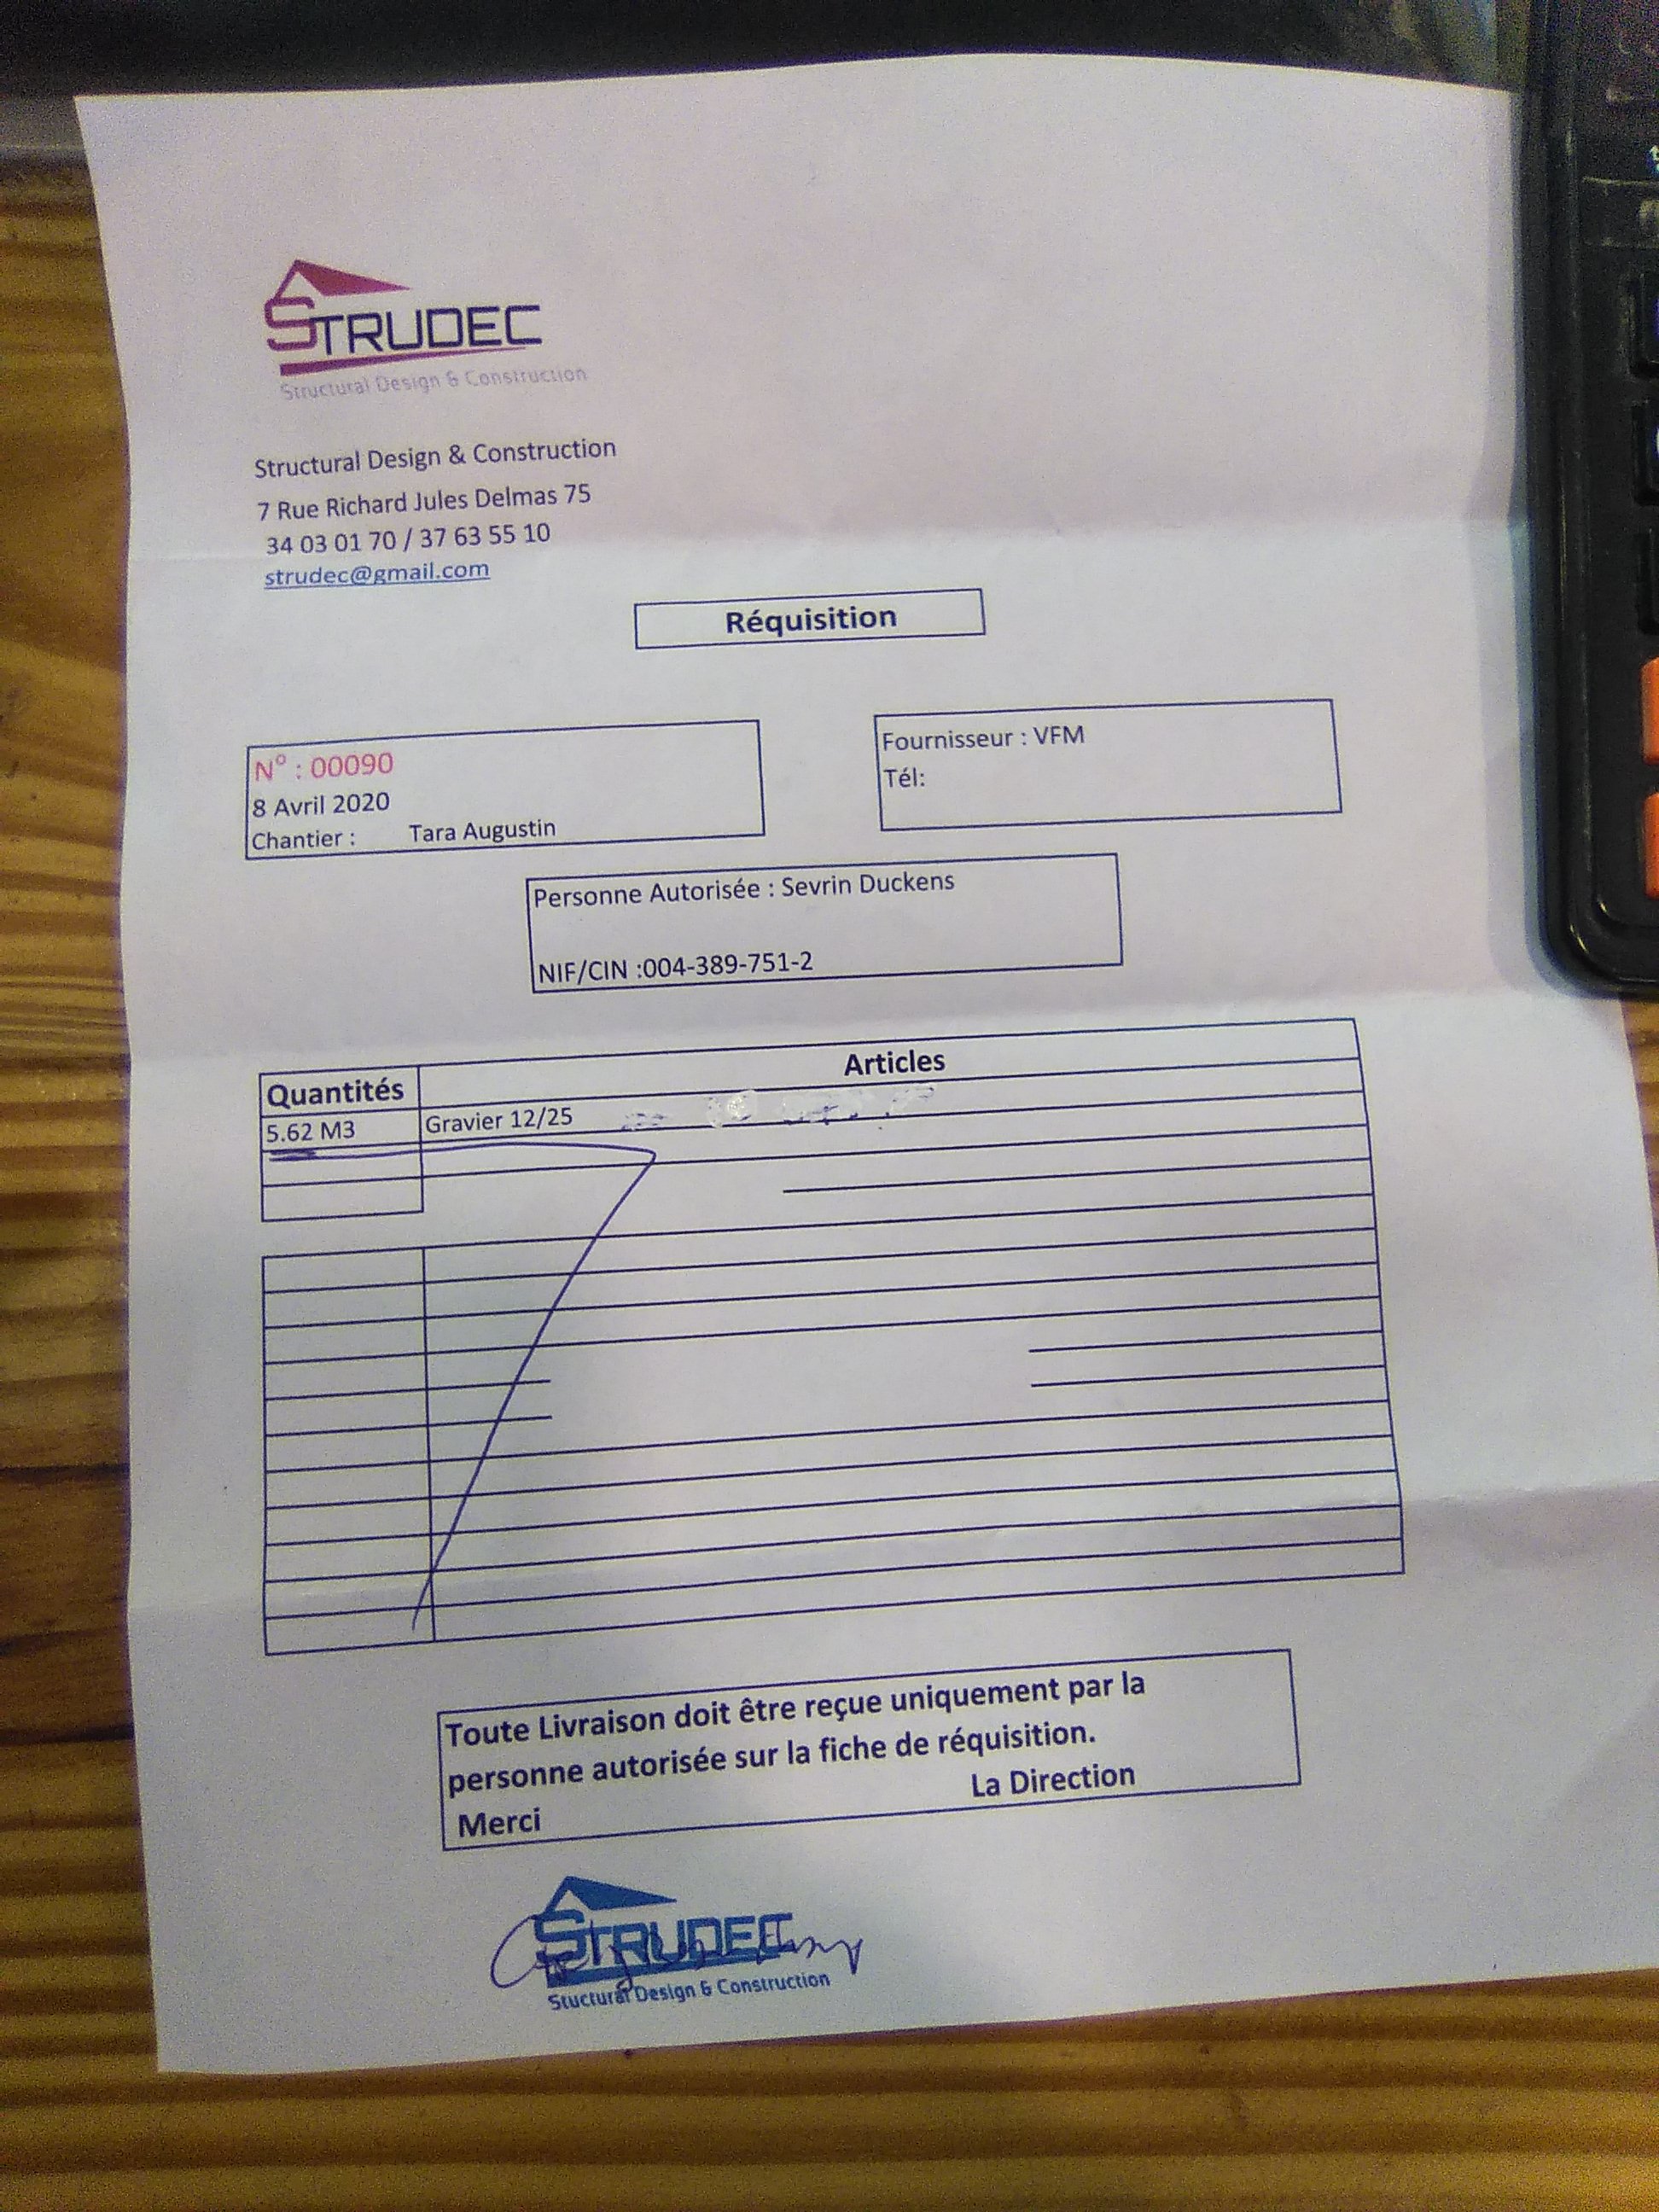 STRUDEC
Structural Design & Construction
Structural Design & Construction
7 Rue Richard Jules Delmas 75
34 03 01 70 / 37 63 55 10
strudec@gmail.com
Réquisition
N° : 00090
8 Avril 2020
Chantier : Tara Augustin
Fournisseur : VFM
Tél:
Personne Autorisée : Sevrin Duckens
NIF/CIN :004-389-751-2
Quantités Articles
5.62 M3 Gravier 12/25
Toute Livraison doit être reçue uniquement par la
personne autorisée sur la fiche de réquisition.
Merci La Direction
STRUDEC
Stuctural Design & Construction